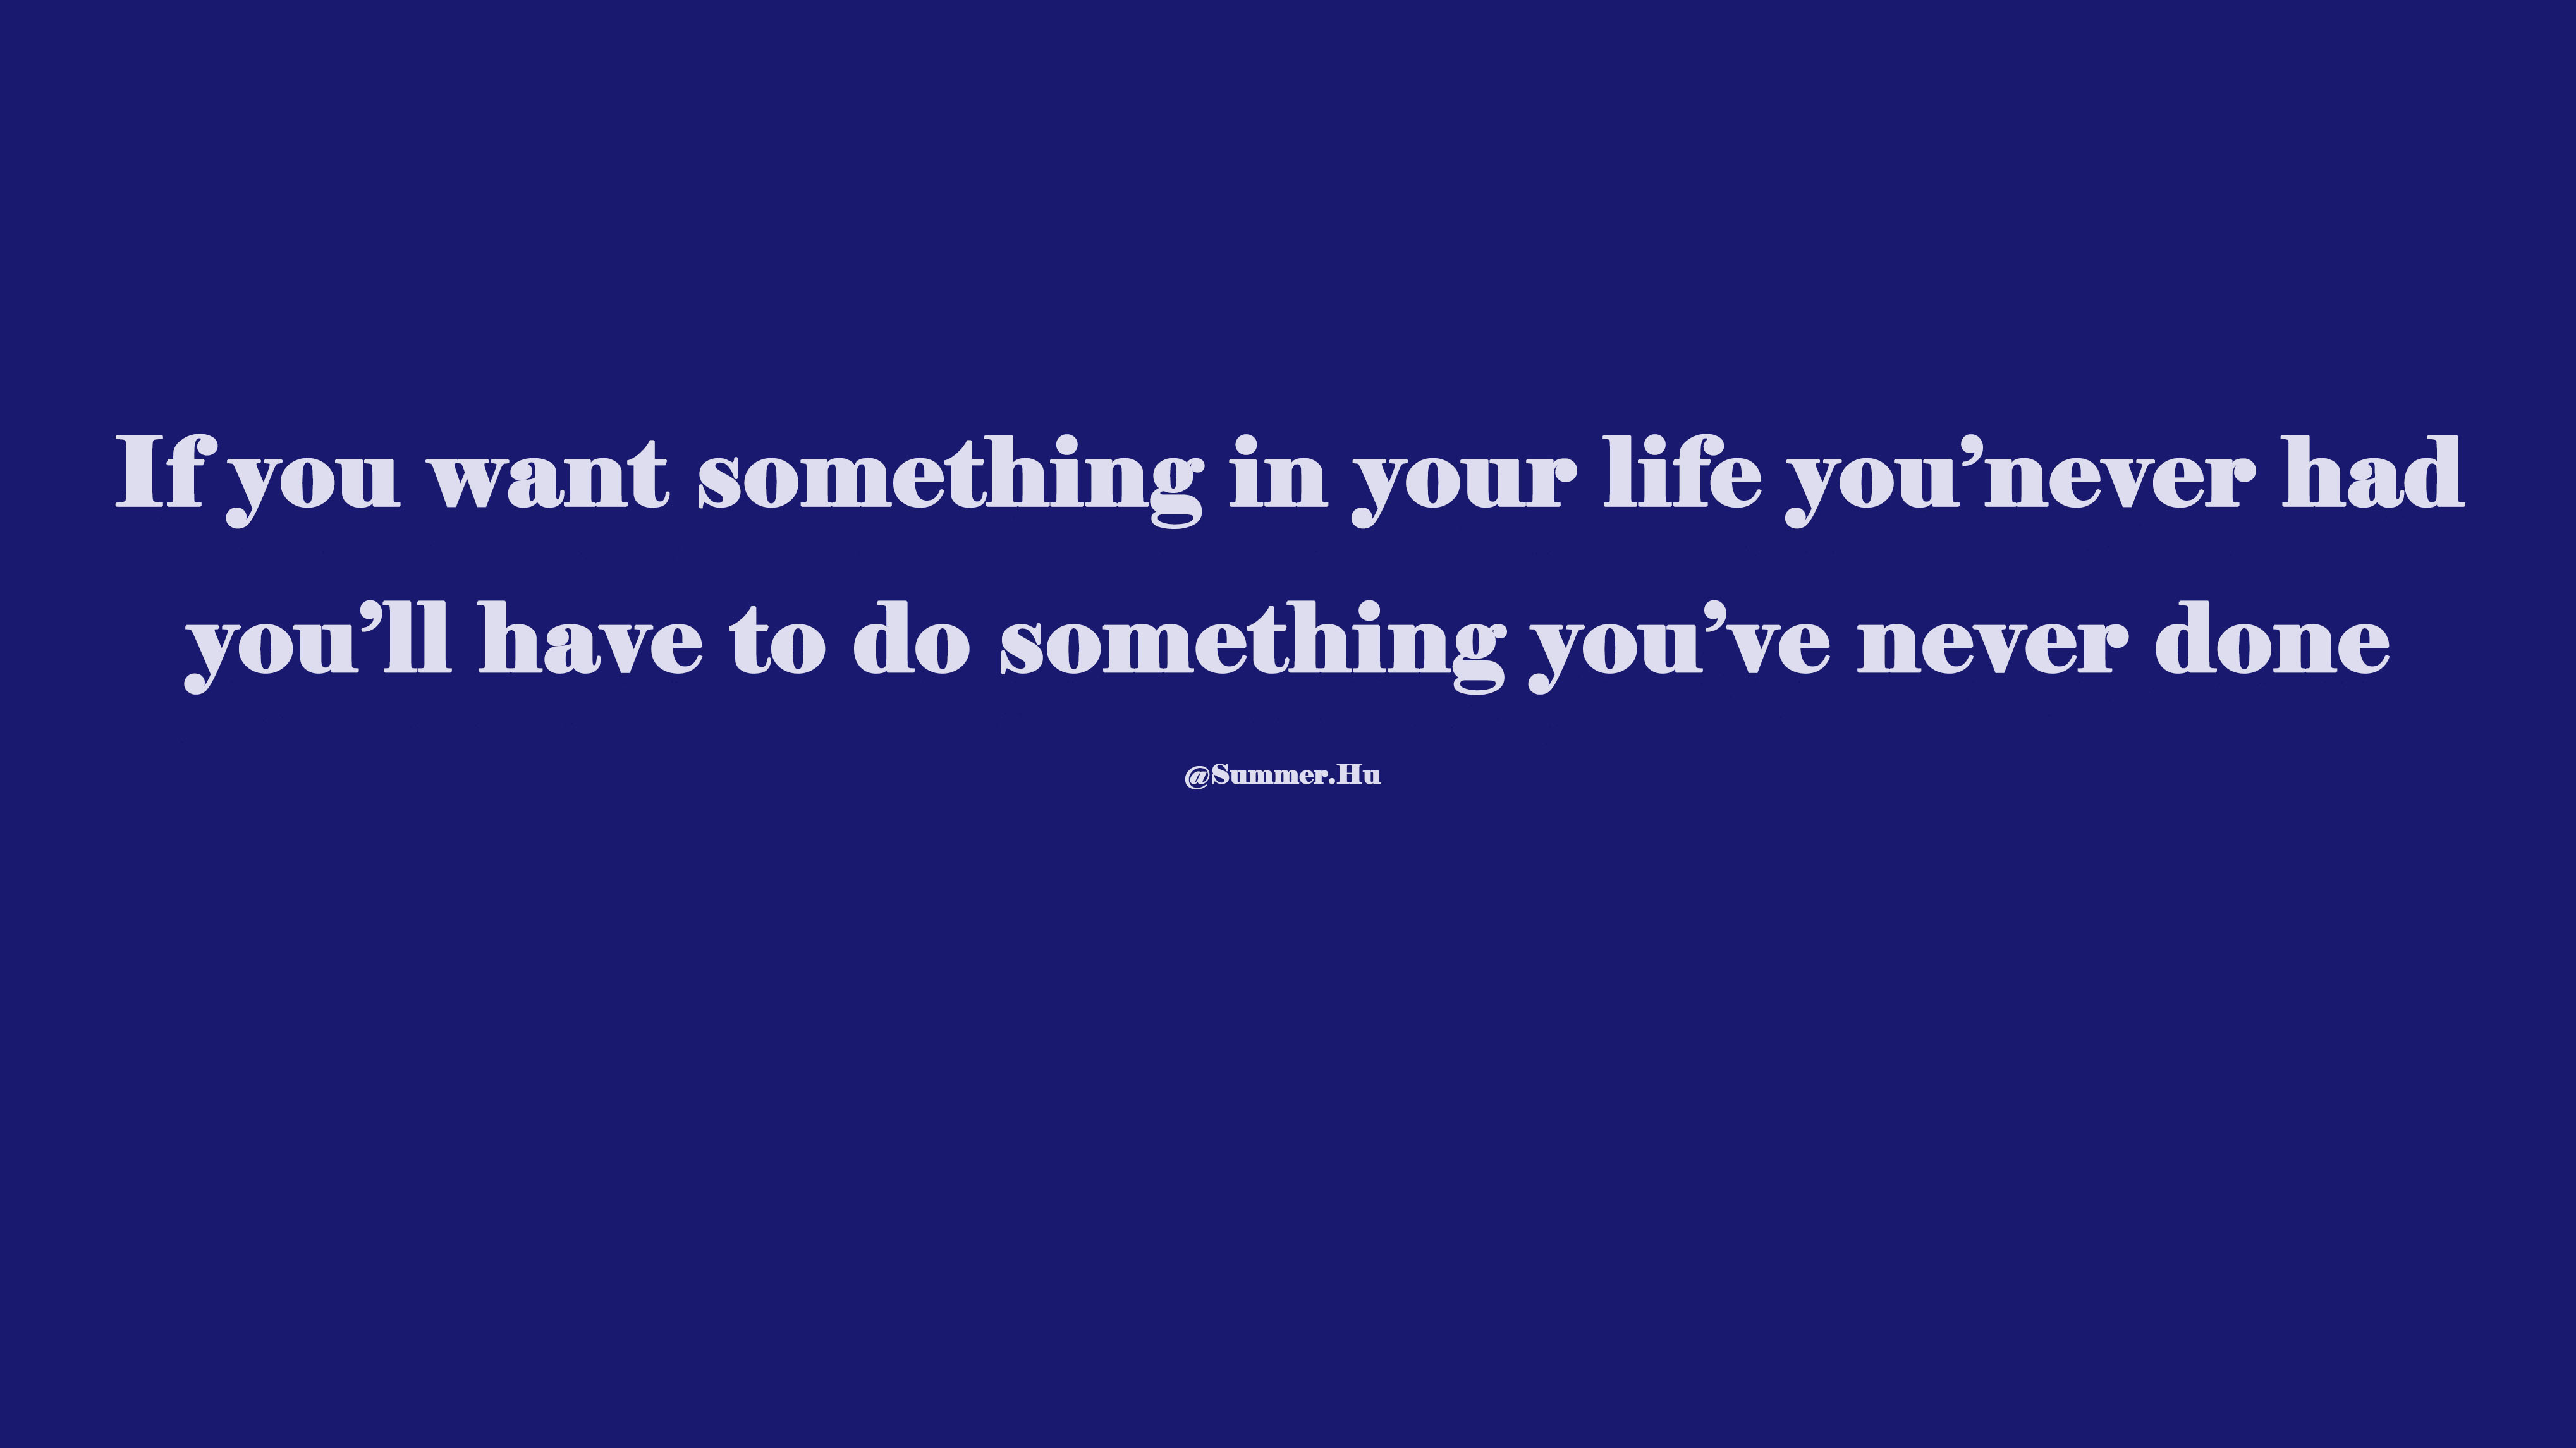 If you want something in your life you’never had
you’ll have to do something you’ve never done
@Summer.Hu